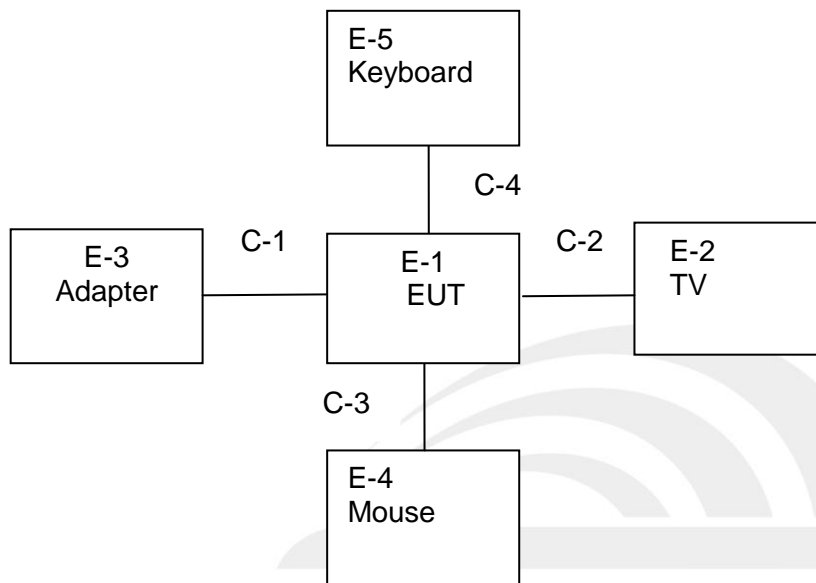 E-5
Keyboard
C-4
C-1
C-2
E-3
Adapter
E-1
EUT
E-2
TV
C-3
E-4
Mouse